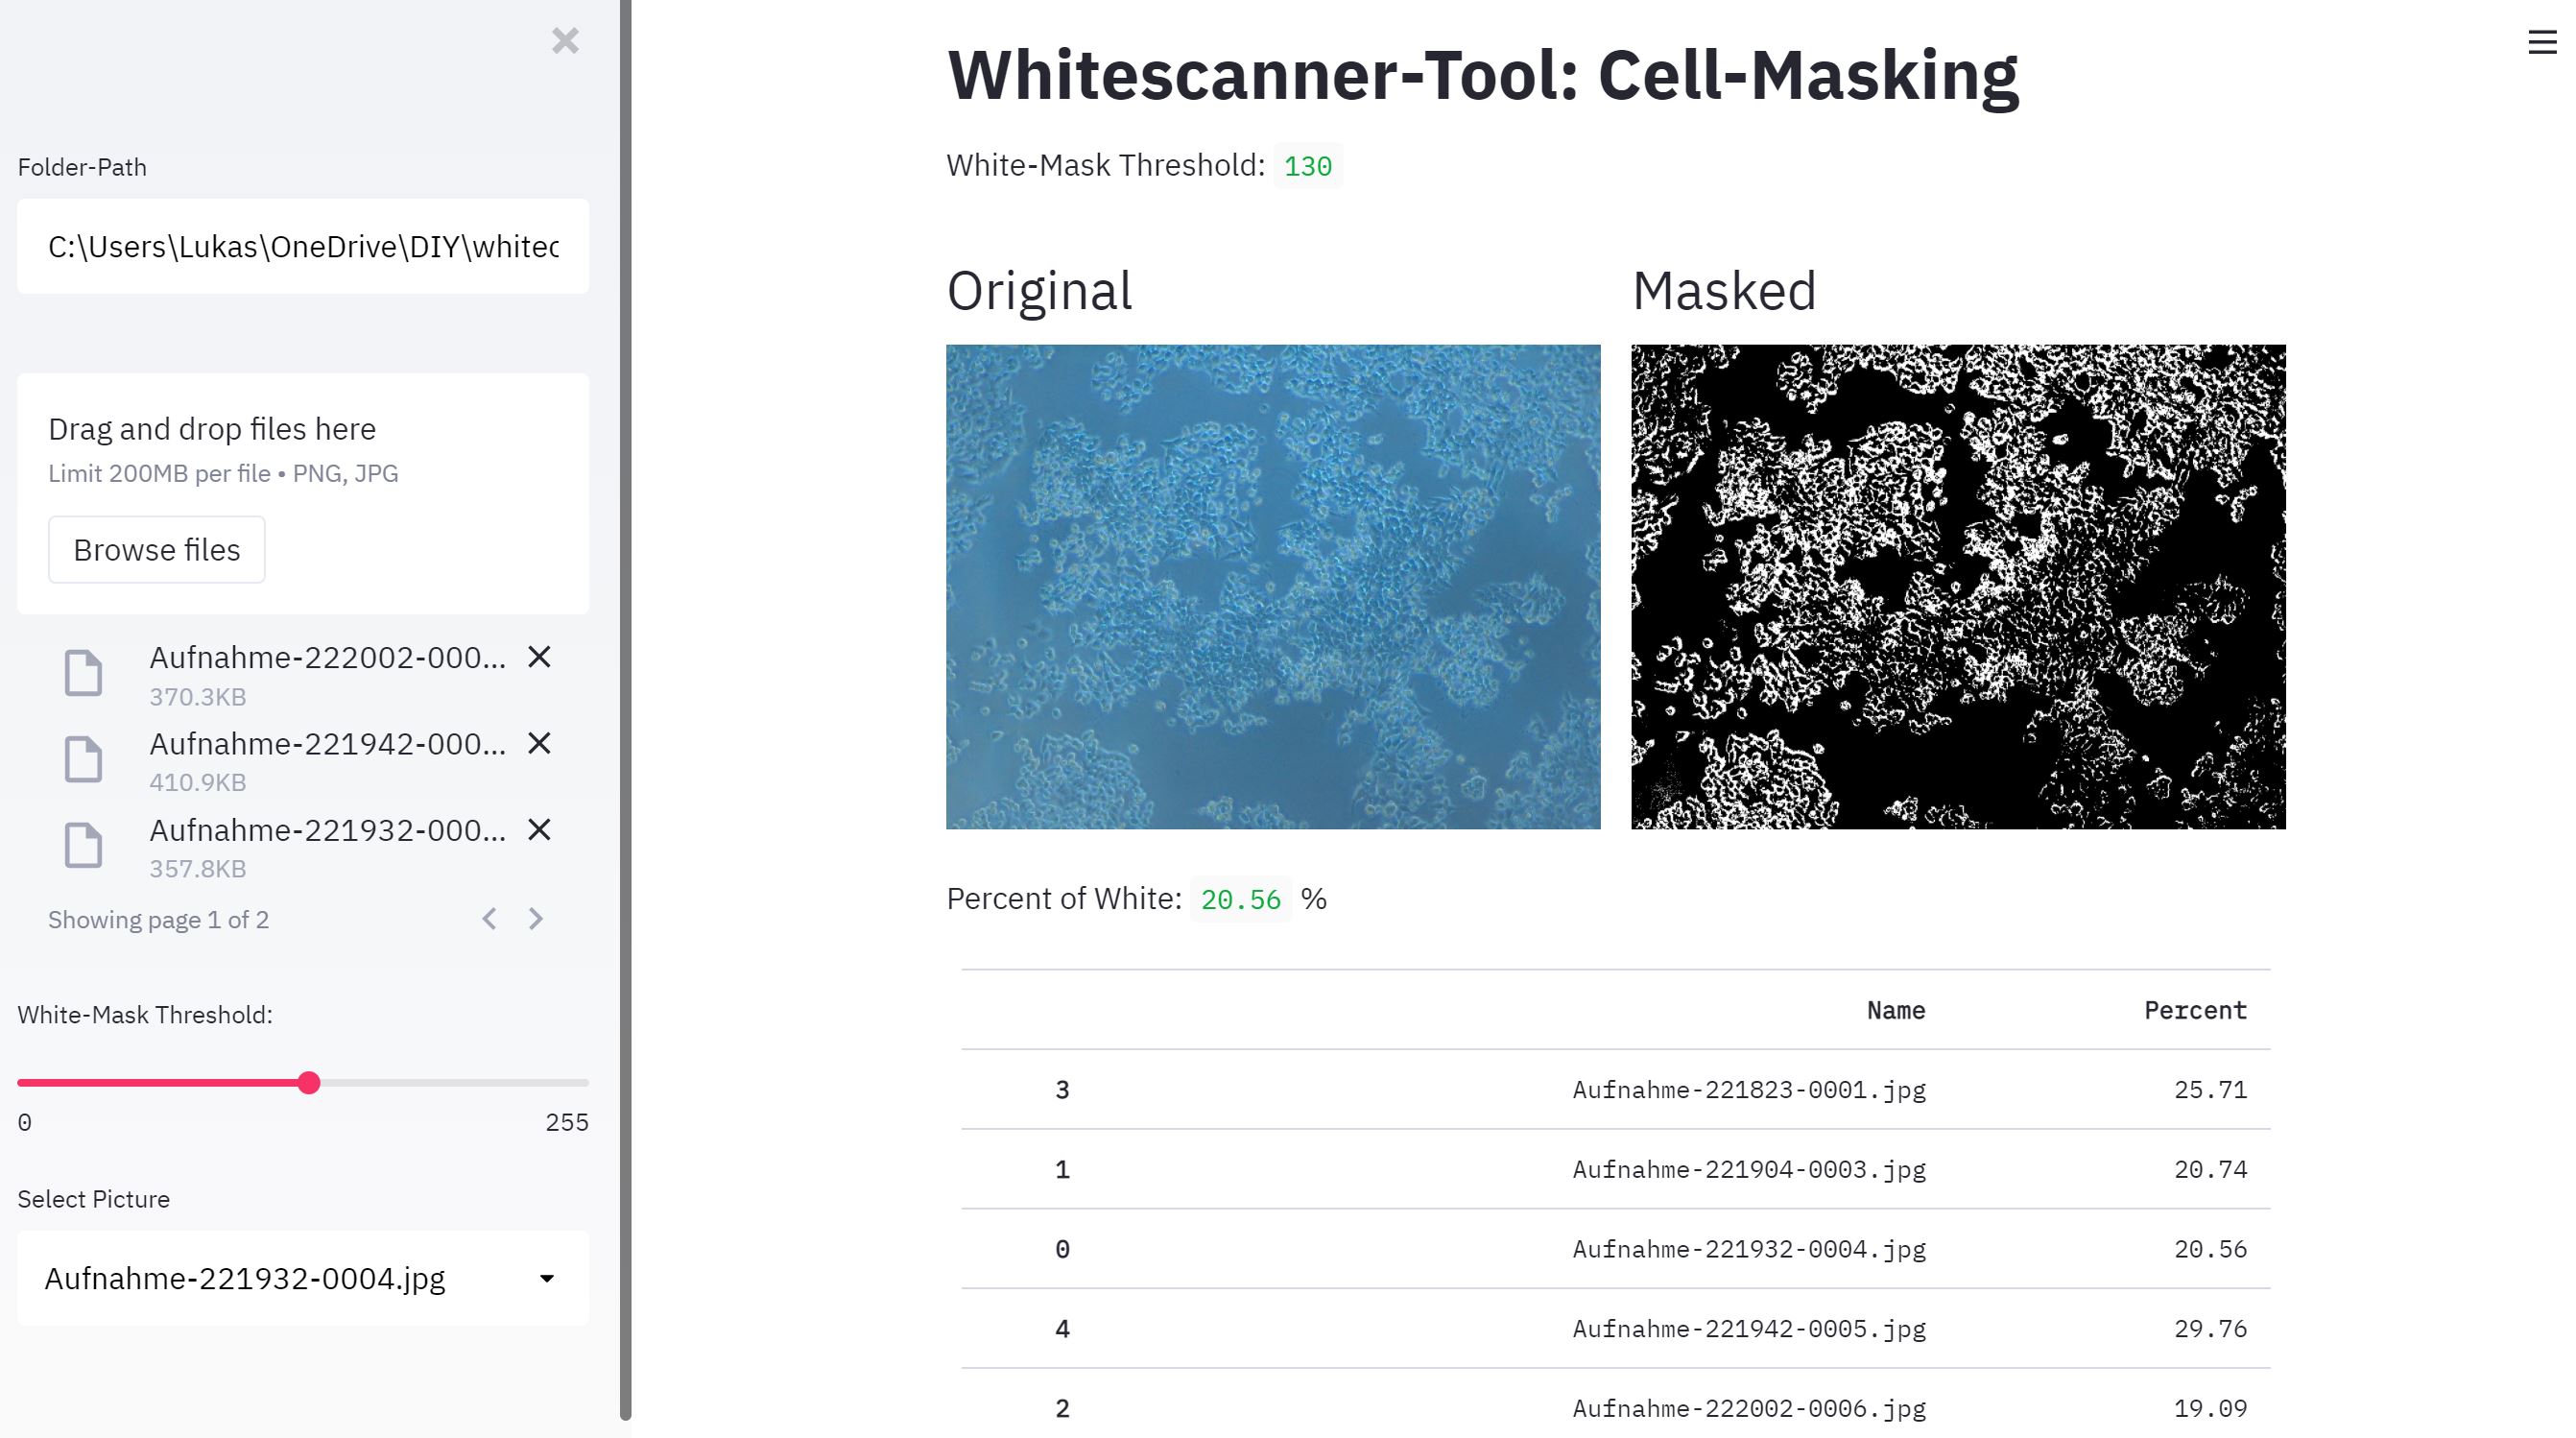 Folder-Path
C:\Users\Lukas\OneDrive\DIY\whitec
Drag and drop files here
Limit 200MB per file • PNG, JPG
Browse files
Aufnahme-222002-000...
370.3KB
Aufnahme-221942-000...
410.9KB
Aufnahme-221932-000...
357.8KB
Showing page 1 of 2
White-Mask Threshold:
0 255
Select Picture
Aufnahme-221932-0004.jpg
Whitescanner-Tool: Cell-Masking
White-Mask Threshold: 130
Original Masked
Percent of White: 20.56 %
Name Percent
3 Aufnahme-221823-0001.jpg 25.71
1 Aufnahme-221904-0003.jpg 20.74
0 Aufnahme-221932-0004.jpg 20.56
4 Aufnahme-221942-0005.jpg 29.76
2 Aufnahme-222002-0006.jpg 19.09